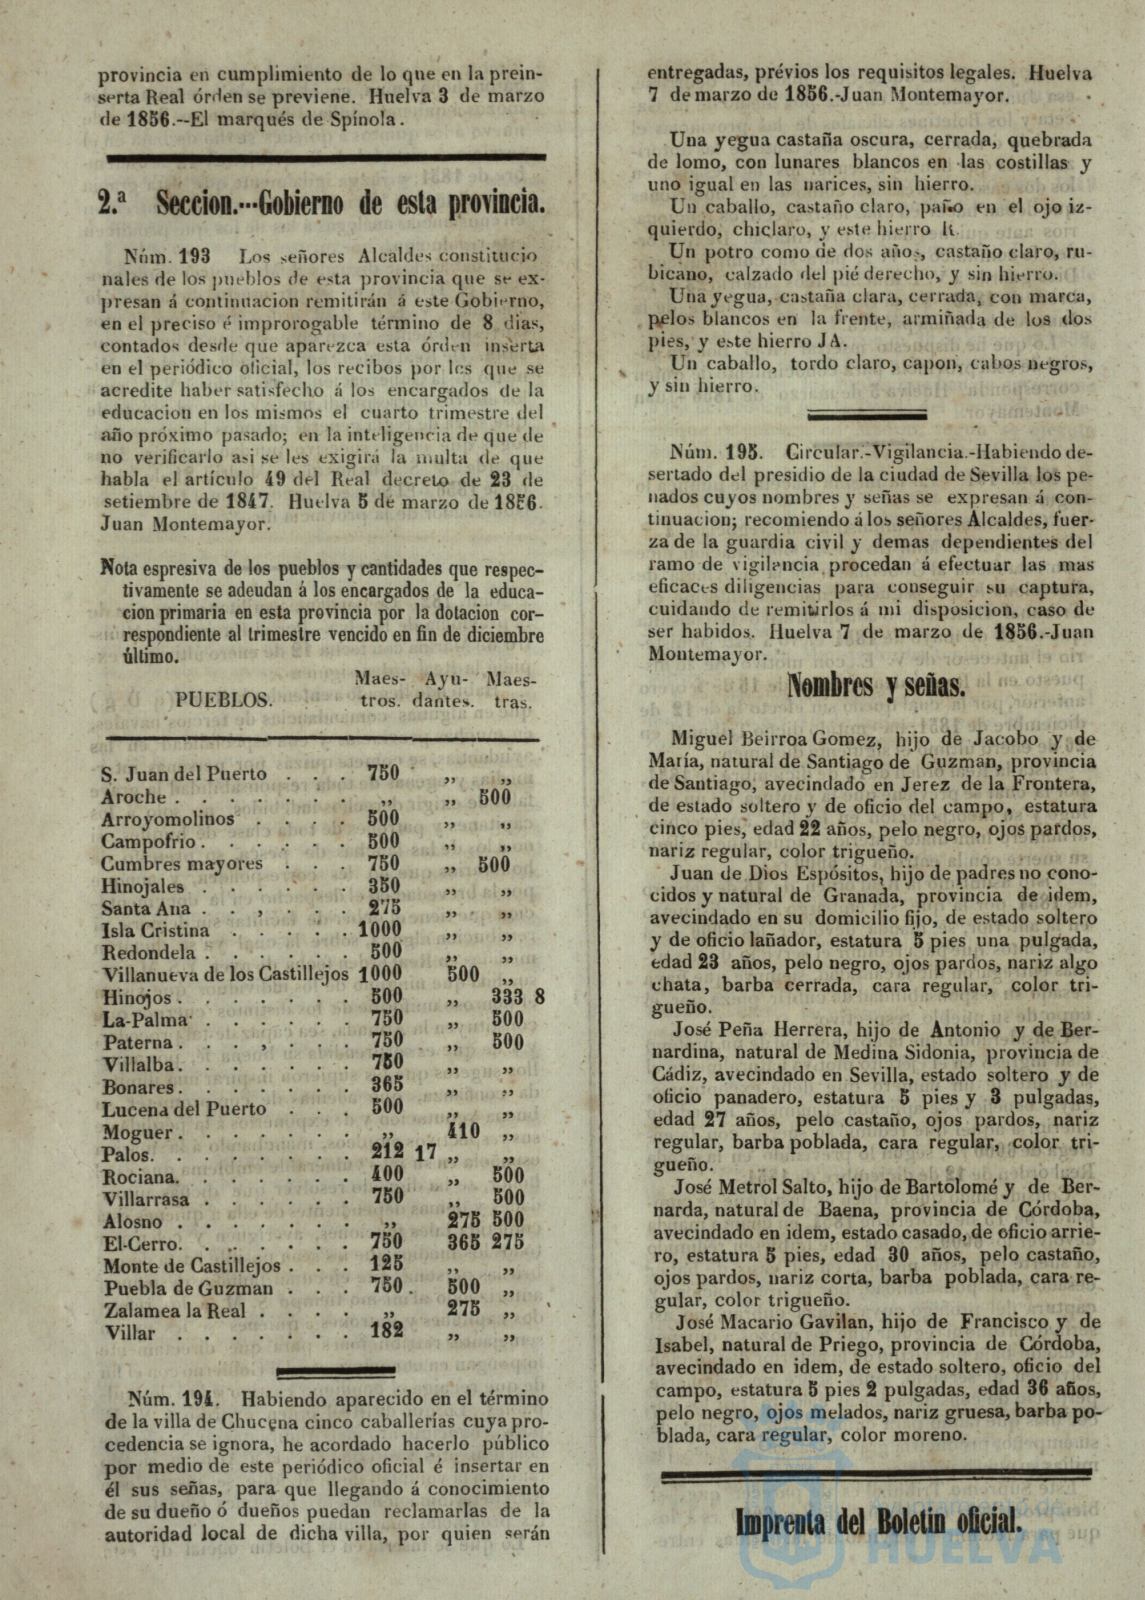 provincia en cumplimiento de lo que en la prein-
serta Real órden se previene. Huelva 3 de marzo
de 1856.--El marqués de Spínola.
2.ª Seccion.---Gobierno de esta provincia.
Núm. 193 Los señores Alcaldes constitucio
nales de los pueblos de esta provincia que se ex-
presan á continuacion remitirán á este Gobierno,
en el preciso é improrogable término de 8 dias,
contados desde que aparezca esta órden inserta
en el periódico oficial, los recibos por los que se
acredite haber satisfecho á los encargados de la
educacion en los mismos el cuarto trimestre del
año próximo pasado; en la inteligencia de que de
no verificarlo asi se les exigirá la multa de que
habla el artículo 49 del Real decreto de 23 de
setiembre de 1847. Huelva 5 de marzo de 1856.
Juan Montemayor.
Nota espresiva de los pueblos y cantidades que respec-
tivamente se adeudan á los encargados de la educa-
cion primaria en esta provincia por la dotacion cor-
respondiente al trimestre vencido en fin de diciembre
último.
Maes- Ayu- Maes-
PUEBLOS. tros. dantes. tras.
S. Juan del Puerto . . . 750 ,, ,,
Aroche . . . . . . . ,, ,, 500
Arroyomolinos . . . . 500 ,, ,,
Campofrio . . . . . . 500 ,, ,,
Cumbres mayores . . . 750 ,, 500
Hinojales . . . . . . 350 ,, ,,
Santa Ana . . , . . . 275 ,, ,,
Isla Cristina . . . . . 1000 ,, ,,
Redondela . . . . . . 500 ,, ,,
Villanueva de los Castillejos 1000 500 ,,
Hinojos . . . . . . . 500 ,, 333 8
La-Palma . . . . . . 750 ,, 500
Paterna . . . , . . . 750 ,, 500
Villalba. . . . . . . 750 ,, ,,
Bonares . . . . . . . 365 ,, ,,
Lucena del Puerto . . . 500 ,, ,,
Moguer . . . . . . . ,, 410 ,,
Palos. . . . . . . . 212 17 ,, ,,
Rociana. . . . . . . 400 ,, 500
Villarrasa . . . . . . 750 ,, 500
Alosno . . . . . . . ,, 275 500
El-Cerro. . . . . . . 750 365 275
Monte de Castillejos . . . 125 ,, ,,
Puebla de Guzman . . . 750 . 500 ,,
Zalamea la Real . . . . ,, 275 ,,
Villar . . . . . . . 182 ,, ,,
Núm. 194. Habiendo aparecido en el término
de la villa de Chucena cinco caballerías cuya pro-
cedencia se ignora, he acordado hacerlo público
por medio de este periódico oficial é insertar en
él sus señas, para que llegando á conocimiento
de su dueño ó dueños puedan reclamarlas de la
autoridad local de dicha villa, por quien serán
entregadas, prévios los requisitos legales. Huelva
7 de marzo de 1856.-Juan Montemayor.
Una yegua castaña oscura, cerrada, quebrada
de lomo, con lunares blancos en las costillas y
uno igual en las narices, sin hierro.
Un caballo, castaño claro, paño en el ojo iz-
quierdo, chiclaro, y este hierro
Un potro como de dos años, castaño claro, ru-
bicano, calzado del pié derecho, y sin hierro.
Una yegua, castaña clara, cerrada, con marca,
pelos blancos en la frente, armiñada de los dos
pies, y este hierro JA.
Un caballo, tordo claro, capon, cabos negros,
y sin hierro.
Núm. 195. Circular.-Vigilancia.-Habiendo de-
sertado del presidio de la ciudad de Sevilla los pe-
nados cuyos nombres y señas se expresan á con-
tinuacion; recomiendo á los señores Alcaldes, fuer-
za de la guardia civil y demas dependientes del
ramo de vigilancia procedan á efectuar las mas
eficaces diligencias para conseguir su captura,
cuidando de remitirlos á mi disposicion, caso de
ser habidos. Huelva 7 de marzo de 1856.-Juan
Montemayor.
Nombres y señas.
Miguel Beirroa Gomez, hijo de Jacobo y de
María, natural de Santiago de Guzman, provincia
de Santiago, avecindado en Jerez de la Frontera,
de estado soltero y de oficio del campo, estatura
cinco pies, edad 22 años, pelo negro, ojos pardos,
nariz regular, color trigueño.
Juan de Dios Espósitos, hijo de padres no cono-
cidos y natural de Granada, provincia de idem,
avecindado en su domicilio fijo, de estado soltero
y de oficio lañador, estatura 5 pies una pulgada,
edad 23 años, pelo negro, ojos pardos, nariz algo
chata, barba cerrada, cara regular, color tri-
gueño.
José Peña Herrera, hijo de Antonio y de Ber-
nardina, natural de Medina Sidonia, provincia de
Cádiz, avecindado en Sevilla, estado soltero y de
oficio panadero, estatura 5 pies y 3 pulgadas,
edad 27 años, pelo castaño, ojos pardos, nariz
regular, barba poblada, cara regular, color tri-
gueño.
José Metrol Salto, hijo de Bartolomé y de Ber-
narda, natural de Baena, provincia de Córdoba,
avecindado en idem, estado casado, de oficio arrie-
ro, estatura 5 pies, edad 30 años, pelo castaño,
ojos pardos, nariz corta, barba poblada, cara re-
gular, color trigueño.
José Macario Gavilan, hijo de Francisco y de
Isabel, natural de Priego, provincia de Córdoba,
avecindado en idem, de estado soltero, oficio del
campo, estatura 5 pies 2 pulgadas, edad 36 años,
pelo negro, ojos melados, nariz gruesa, barba po-
blada, cara regular, color moreno.
Imprenta del Boletin oficial.
HUELVA